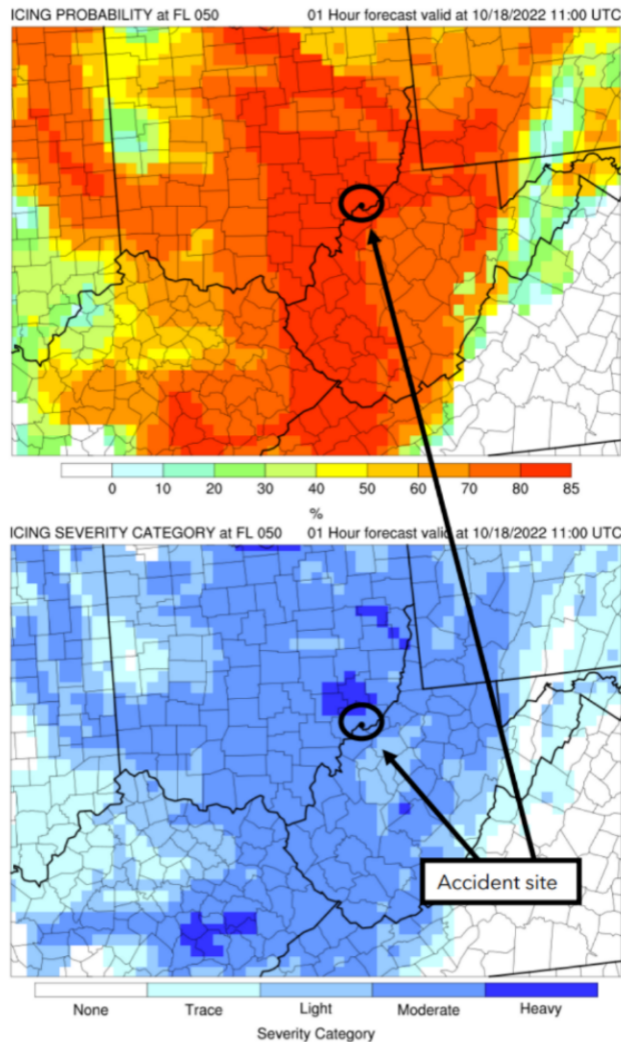 ICING PROBABILITY at FL 050 01 Hour forecast valid at 10/18/2022 11:00 UTC
0 10 20 30 40 50 60 70 80 85
%
ICING SEVERITY CATEGORY at FL 050 01 Hour forecast valid at 10/18/2022 11:00 UTC
Accident site
None Trace Light Moderate Heavy
Severity Category